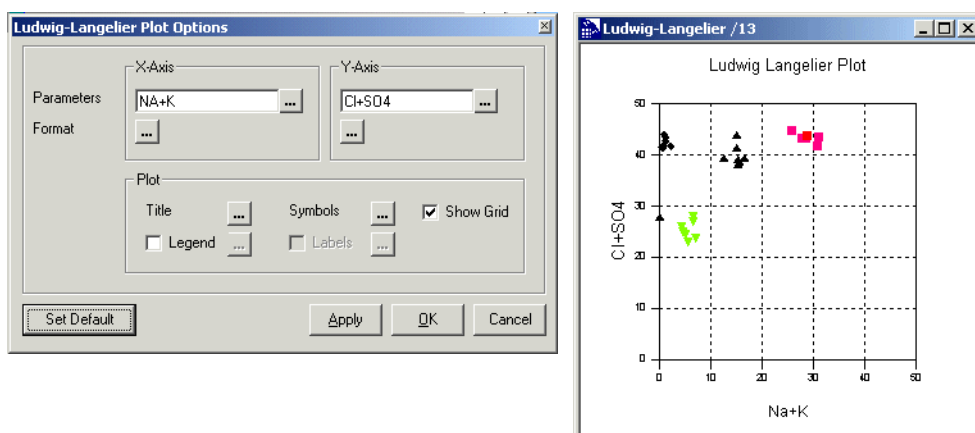 Ludwig-Langelier Plot Options
X-Axis
Y-Axis
Parameters
NA+K
...
Cl+SO4
...
Format
...
...
Plot
Title
...
Symbols
...
Show Grid
Legend
...
Labels
...
Set Default
Apply
OK
Cancel
Ludwig-Langelier /13
Ludwig Langelier Plot
50
40
30
20
10
0
Cl+SO4
0
10
20
30
40
50
Na+K